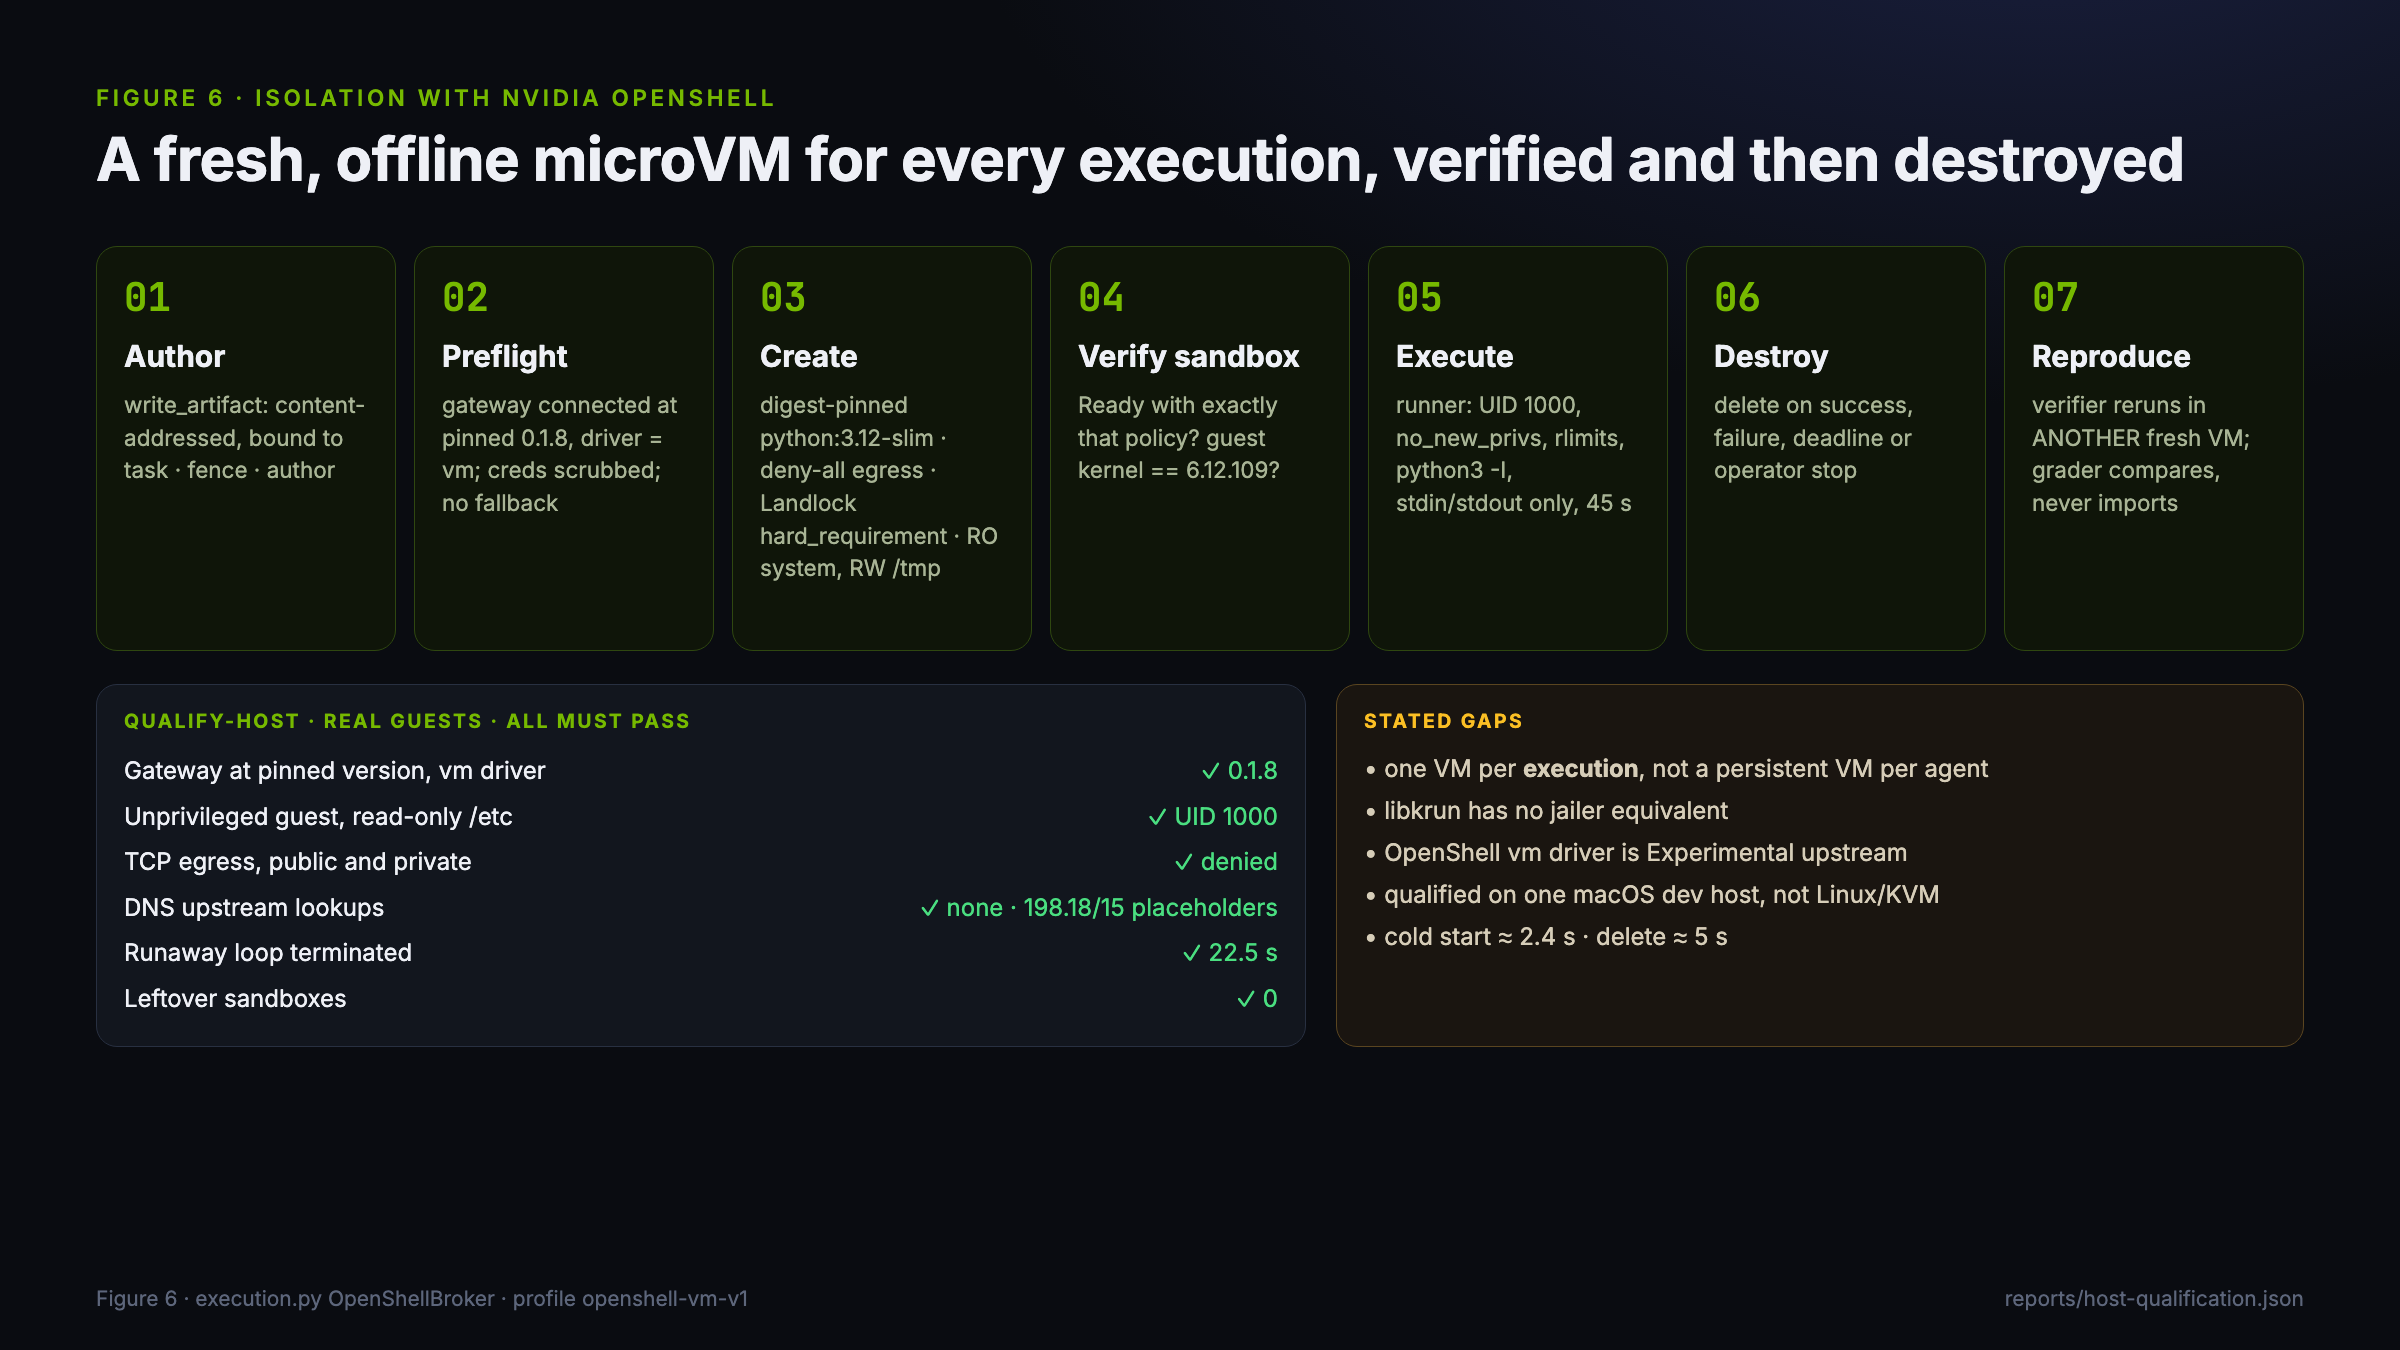 FIGURE 6 · ISOLATION WITH NVIDIA OPENSHELL
A fresh, offline microVM for every execution, verified and then destroyed
01
Author
write_artifact: content-
addressed, bound to
task · fence · author
02
Preflight
gateway connected at
pinned 0.1.8, driver =
vm; creds scrubbed;
no fallback
03
Create
digest-pinned
python:3.12-slim ·
deny-all egress ·
Landlock
hard_requirement · RO
system, RW /tmp
04
Verify sandbox
Ready with exactly
that policy? guest
kernel == 6.12.109?
05
Execute
runner: UID 1000,
no_new_privs, rlimits,
python3 -I,
stdin/stdout only, 45 s
06
Destroy
delete on success,
failure, deadline or
operator stop
07
Reproduce
verifier reruns in
ANOTHER fresh VM;
grader compares,
never imports
QUALIFY-HOST · REAL GUESTS · ALL MUST PASS
Gateway at pinned version, vm driver ✓ 0.1.8
Unprivileged guest, read-only /etc ✓ UID 1000
TCP egress, public and private ✓ denied
DNS upstream lookups ✓ none · 198.18/15 placeholders
Runaway loop terminated ✓ 22.5 s
Leftover sandboxes ✓ 0
STATED GAPS
• one VM per execution, not a persistent VM per agent
• libkrun has no jailer equivalent
• OpenShell vm driver is Experimental upstream
• qualified on one macOS dev host, not Linux/KVM
• cold start ≈ 2.4 s · delete ≈ 5 s
Figure 6 · execution.py OpenShellBroker · profile openshell-vm-v1
reports/host-qualification.json